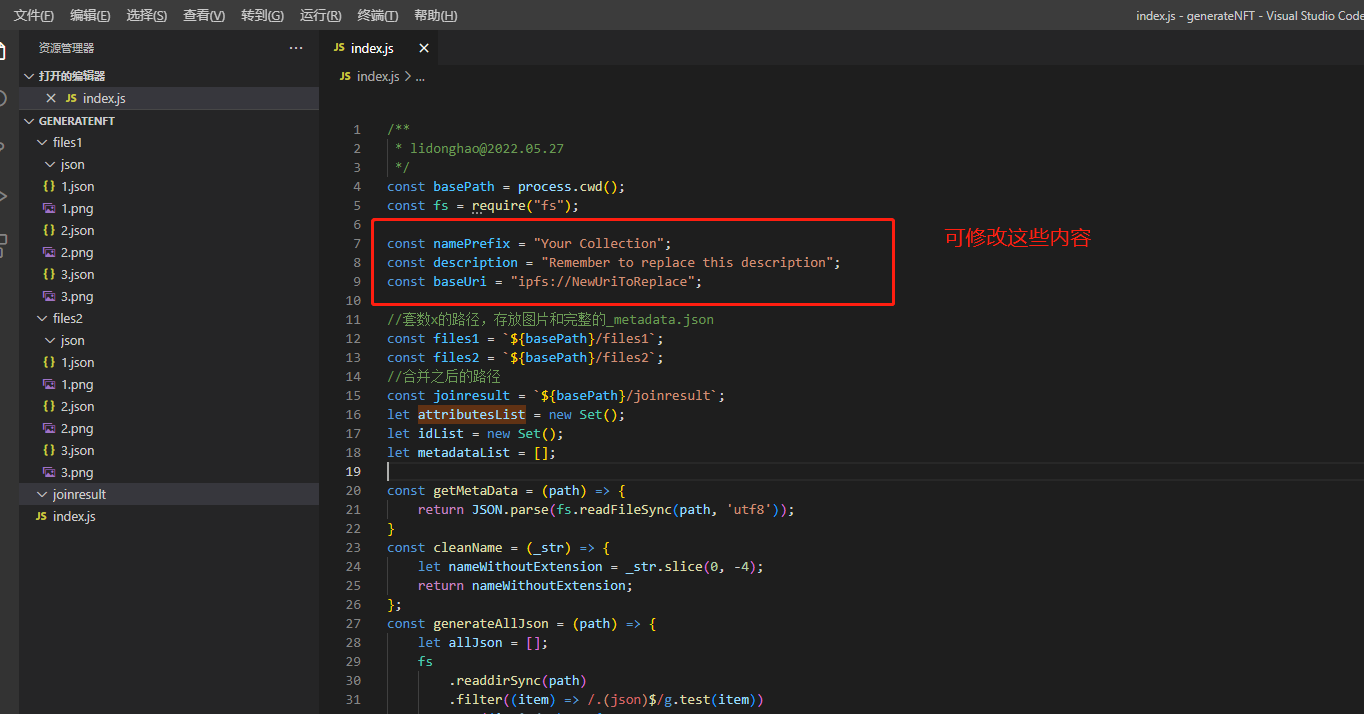 文件(F) 编辑(E) 选择(S) 查看(V) 转到(G) 运行(R) 终端(T) 帮助(H) index.js - generateNFT - Visual Studio Code
资源管理器 ···
打开的编辑器
JS index.js
GENERATENFT
files1
json
{} 1.json
1.png
{} 2.json
2.png
{} 3.json
3.png
files2
json
{} 1.json
1.png
{} 2.json
2.png
{} 3.json
3.png
joinresult
JS index.js
JS index.js ×
JS index.js > ...
1 /**
2 * lidonghao@2022.05.27
3 */
4 const basePath = process.cwd();
5 const fs = require("fs");
6
7 const namePrefix = "Your Collection";
8 const description = "Remember to replace this description";
9 const baseUri = "ipfs://NewUriToReplace";
可修改这些内容
10
11 //套数x的路径，存放图片和完整的_metadata.json
12 const files1 = `${basePath}/files1`;
13 const files2 = `${basePath}/files2`;
14 //合并之后的路径
15 const joinresult = `${basePath}/joinresult`;
16 let attributesList = new Set();
17 let idList = new Set();
18 let metadataList = [];
19
20 const getMetaData = (path) => {
21 return JSON.parse(fs.readFileSync(path, 'utf8'));
22 }
23 const cleanName = (_str) => {
24 let nameWithoutExtension = _str.slice(0, -4);
25 return nameWithoutExtension;
26 };
27 const generateAllJson = (path) => {
28 let allJson = [];
29 fs
30 .readdirSync(path)
31 .filter((item) => /.(json)$/g.test(item))